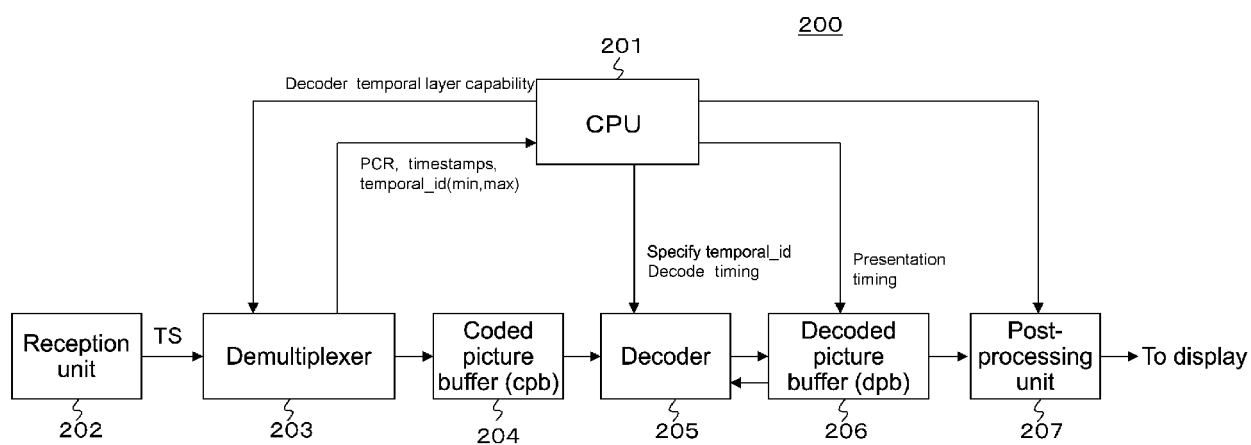 200
201
Decoder temporal layer capability
CPU
PCR, timestamps,
temporal_id(min,max)
Specify temporal_id
Decode timing
Presentation
timing
Reception
unit
TS
Demultiplexer
Coded
picture
buffer (cpb)
Decoder
Decoded
picture
buffer (dpb)
Post-
processing
unit
To display
202
203
204
205
206
207